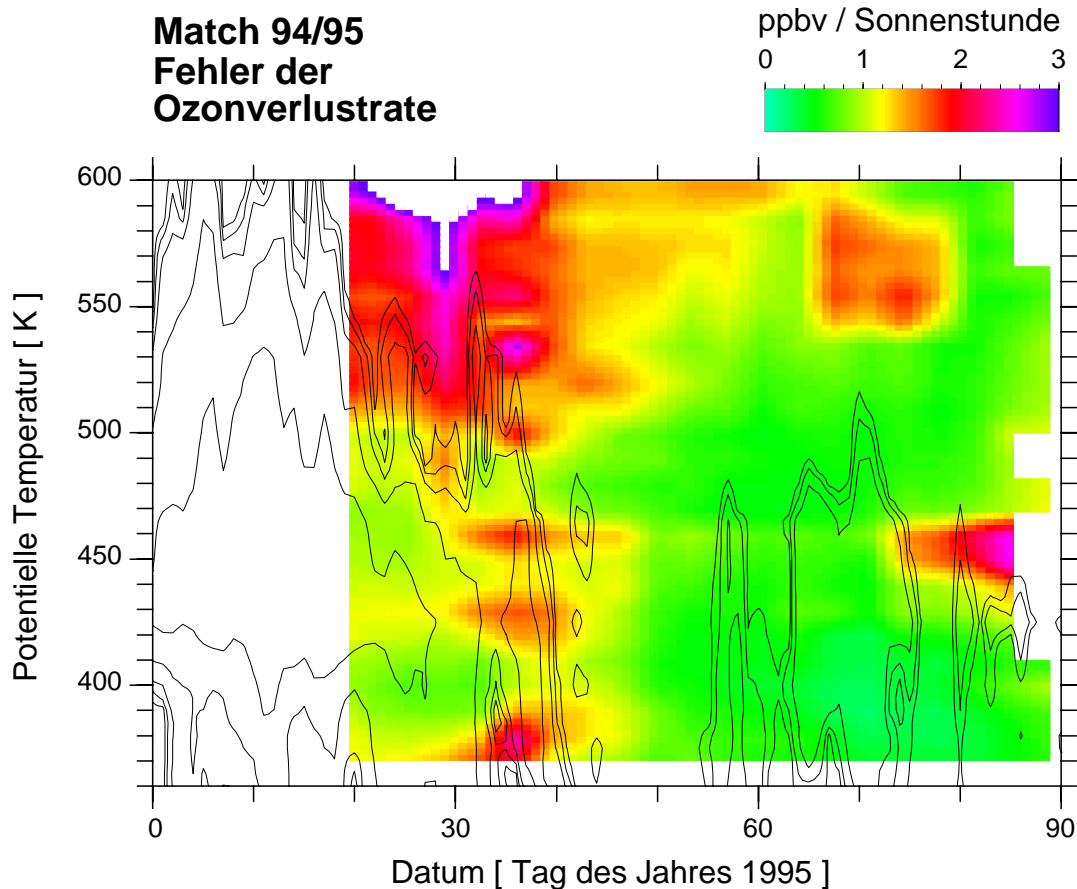 Match 94/95
Fehler der
Ozonverlustrate
ppbv / Sonnenstunde
0 1 2 3
Potentielle Temperatur [ K ]
600
550
500
450
400
0 30 60 90
Datum [ Tag des Jahres 1995 ]